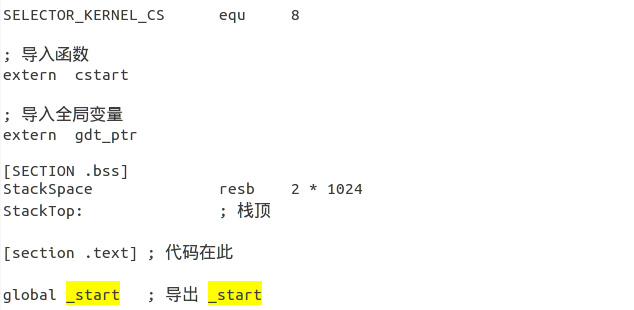 SELECTOR_KERNEL_CS      equ     8
; 导入函数
extern  cstart
; 导入全局变量
extern  gdt_ptr
[SECTION .bss]
StackSpace              resb    2 * 1024
StackTop:               ; 栈顶
[section .text] ; 代码在此
global _start   ; 导出 _start